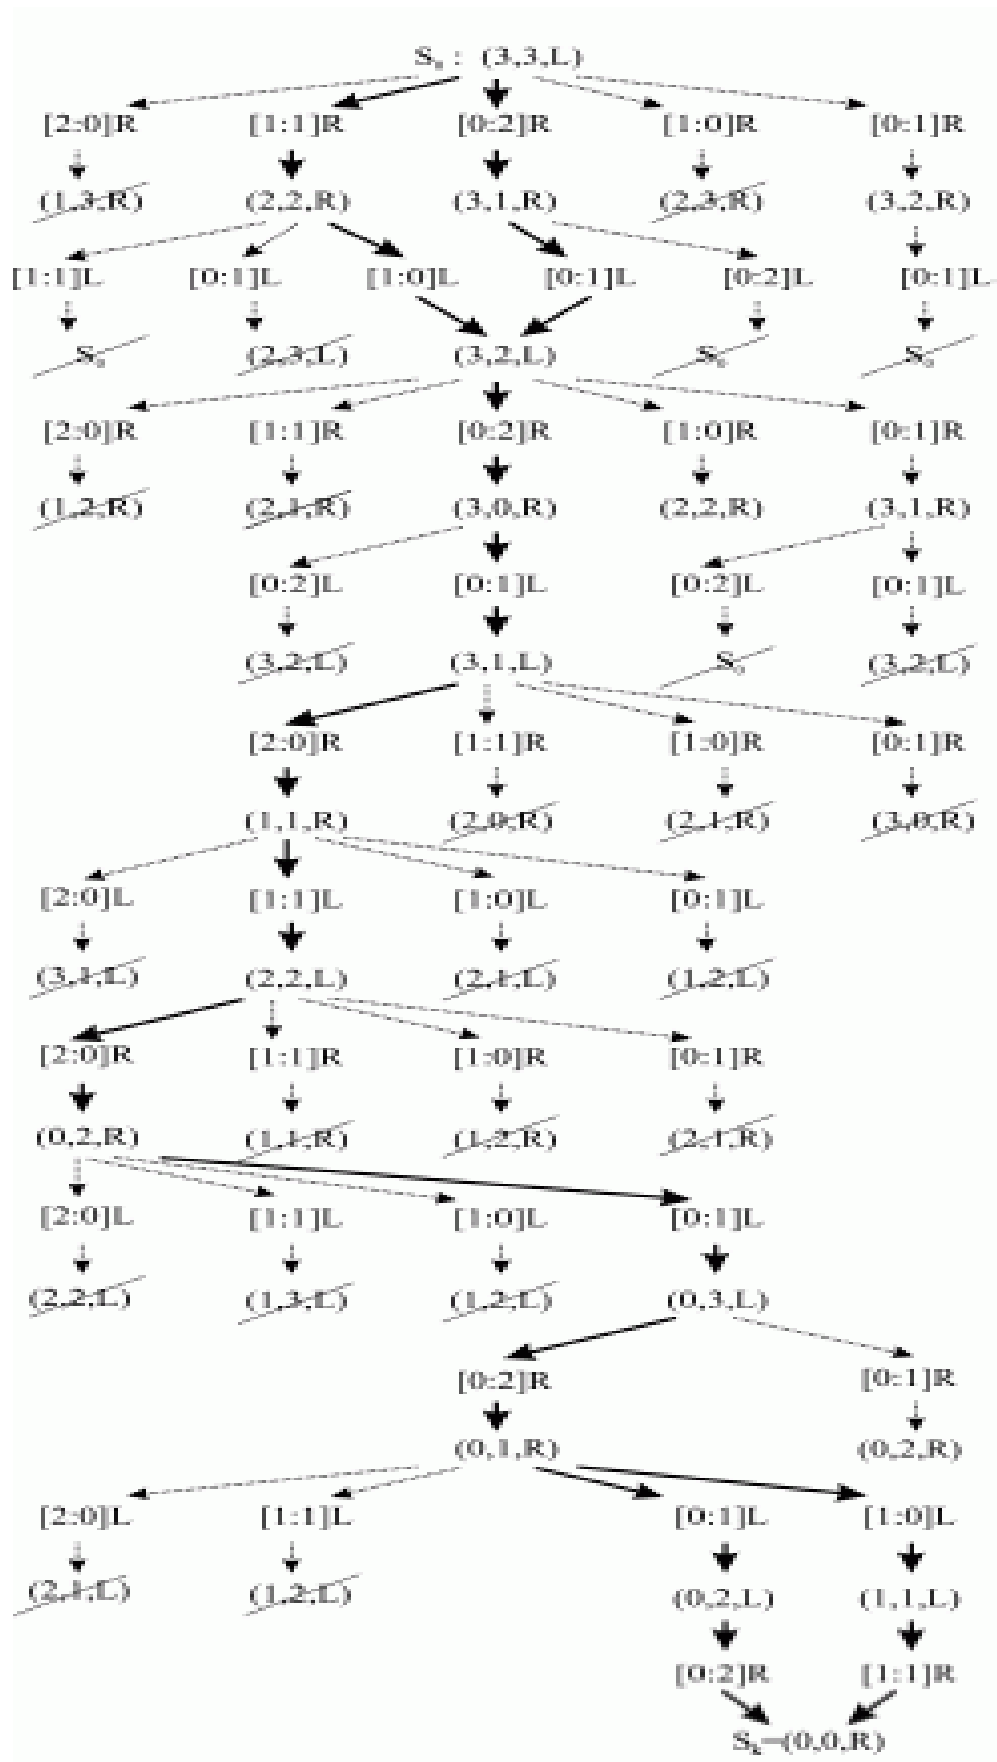 S₀ : (3,3,L)
[2:0]R [1:1]R [0:2]R [1:0]R [0:1]R
(1,3,R) (2,2,R) (3,1,R) (2,3,R) (3,2,R)
[1:1]L [0:1]L [1:0]L [0:1]L [0:2]L [0:1]L
S₀ (2,3,L) (3,2,L) S₀ S₀
[2:0]R [1:1]R [0:2]R [1:0]R [0:1]R
(1,2,R) (2,1,R) (3,0,R) (2,2,R) (3,1,R)
[0:2]L [0:1]L [0:2]L [0:1]L
(3,2,L) (3,1,L) S₀ (3,2,L)
[2:0]R [1:1]R [1:0]R [0:1]R
(1,1,R) (2,0,R) (2,1,R) (3,0,R)
[2:0]L [1:1]L [1:0]L [0:1]L
(3,1,L) (2,2,L) (2,1,L) (1,2,L)
[2:0]R [1:1]R [1:0]R [0:1]R
(0,2,R) (1,1,R) (1,2,R) (2,1,R)
[2:0]L [1:1]L [1:0]L [0:1]L
(2,2,L) (1,3,L) (1,2,L) (0,3,L)
[0:2]R [0:1]R
(0,1,R) (0,2,R)
[2:0]L [1:1]L [0:1]L [1:0]L
(2,1,L) (1,2,L) (0,2,L) (1,1,L)
[0:2]R [1:1]R
Sₖ=(0,0,R)